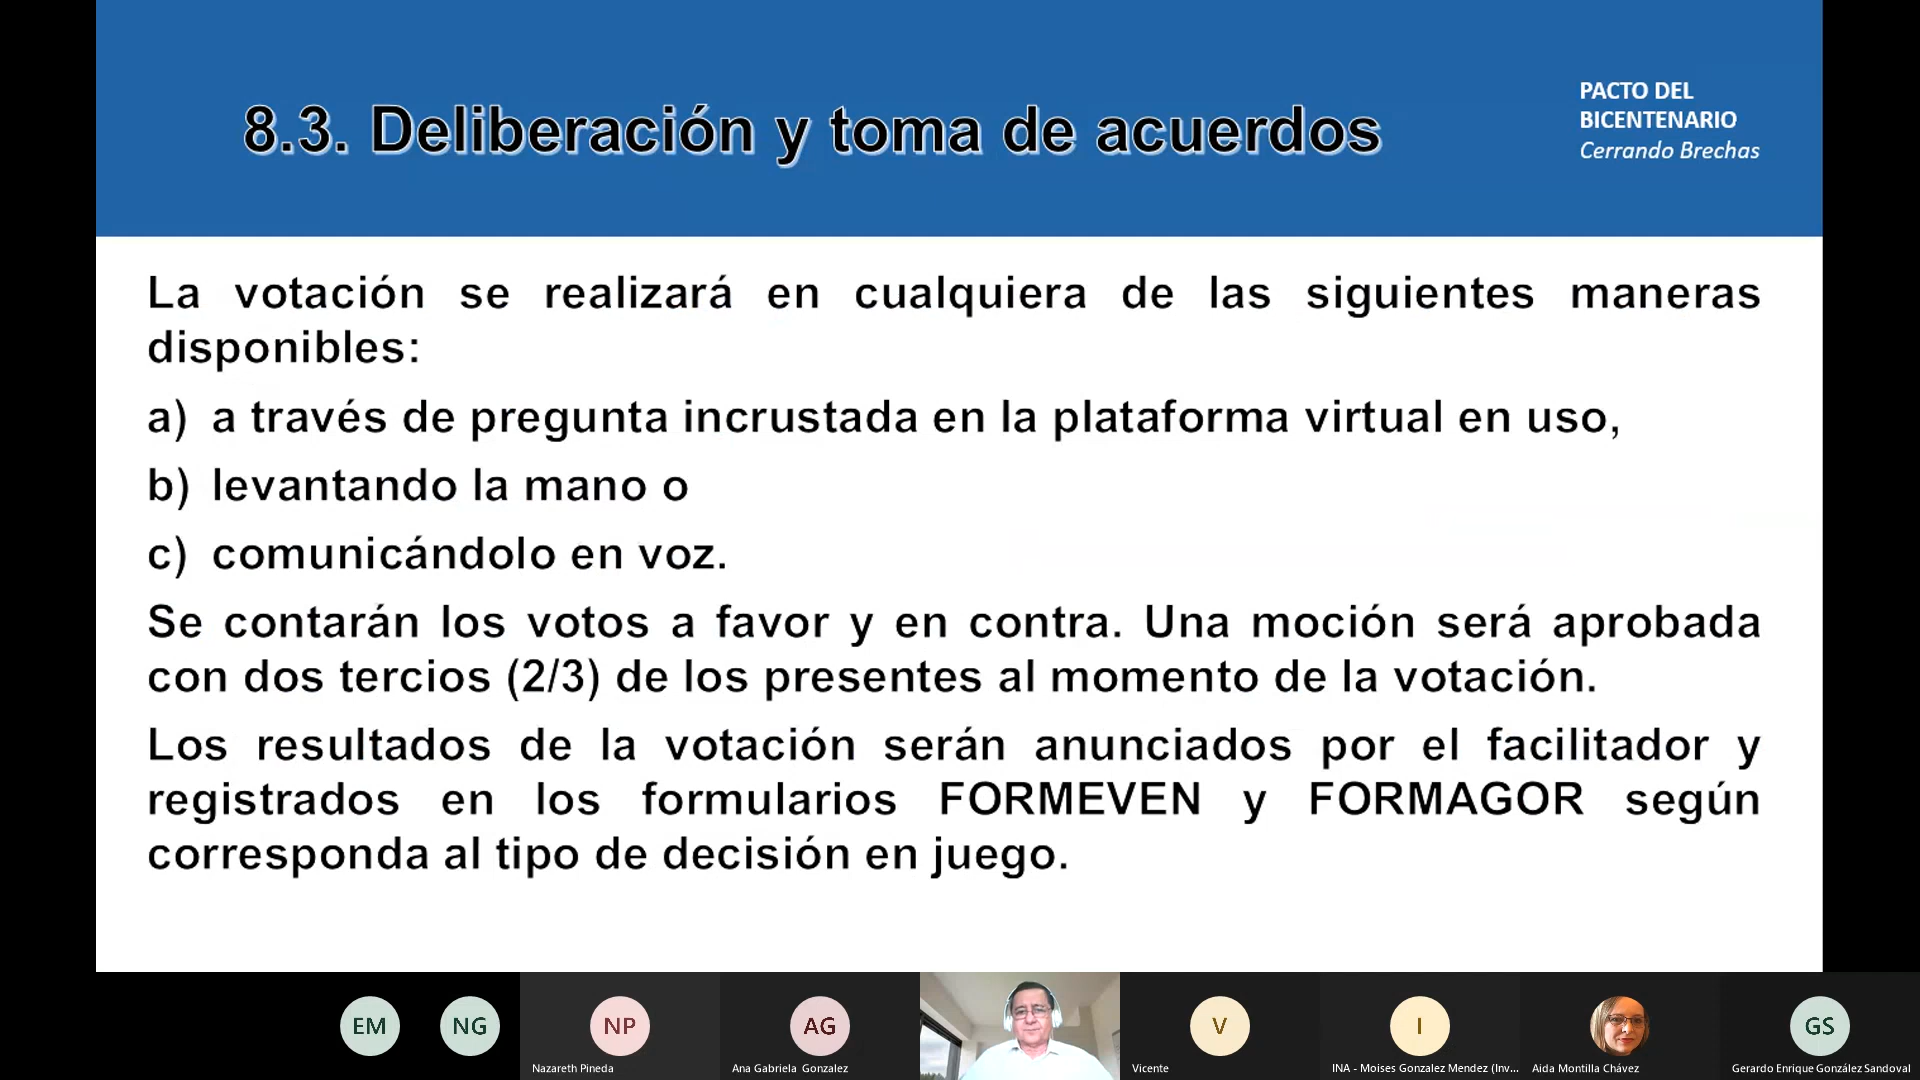 8.3. Deliberación y toma de acuerdos
PACTO DEL
BICENTENARIO
Cerrando Brechas
La votación se realizará en cualquiera de las siguientes maneras
disponibles:
a) a través de pregunta incrustada en la plataforma virtual en uso,
b) levantando la mano o
c) comunicándolo en voz.
Se contarán los votos a favor y en contra. Una moción será aprobada
con dos tercios (2/3) de los presentes al momento de la votación.
Los resultados de la votación serán anunciados por el facilitador y
registrados en los formularios FORMEVEN y FORMAGOR según
corresponda al tipo de decisión en juego.
EM
NG
NP
AG
V
I
GS
Nazareth Pineda
Ana Gabriela Gonzalez
Vicente
INA - Moises Gonzalez Mendez (Inv...
Aida Montilla Chávez
Gerardo Enrique González Sandoval